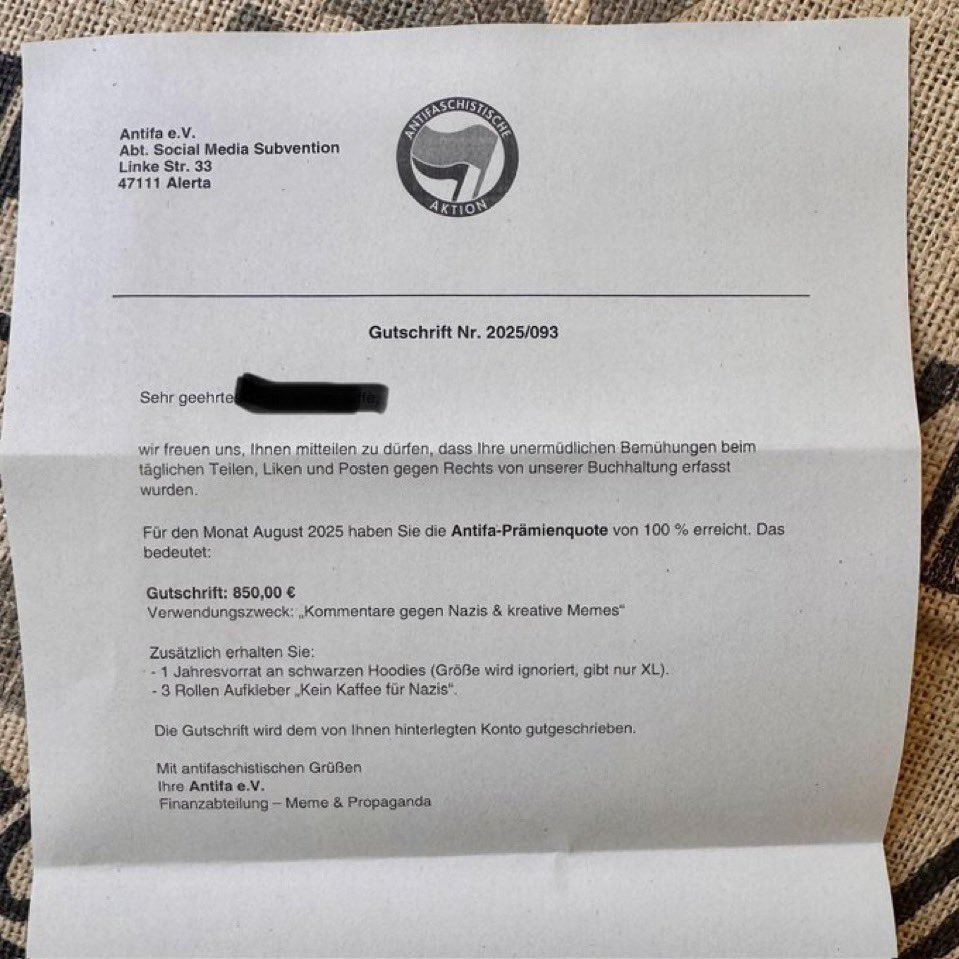 Antifa e.V.
Abt. Social Media Subvention
Linke Str. 33
47111 Alerta
ANTIFASCHISTISCHE
AKTION
Gutschrift Nr. 2025/093
Sehr geehrte
wir freuen uns, Ihnen mitteilen zu dürfen, dass Ihre unermüdlichen Bemühungen beim
täglichen Teilen, Liken und Posten gegen Rechts von unserer Buchhaltung erfasst
wurden.
Für den Monat August 2025 haben Sie die Antifa-Prämienquote von 100 % erreicht. Das
bedeutet:
Gutschrift: 850,00 €
Verwendungszweck: „Kommentare gegen Nazis & kreative Memes“
Zusätzlich erhalten Sie:
- 1 Jahresvorrat an schwarzen Hoodies (Größe wird ignoriert, gibt nur XL).
- 3 Rollen Aufkleber „Kein Kaffee für Nazis“.
Die Gutschrift wird dem von Ihnen hinterlegten Konto gutgeschrieben.
Mit antifaschistischen Grüßen
Ihre Antifa e.V.
Finanzabteilung – Meme & Propaganda